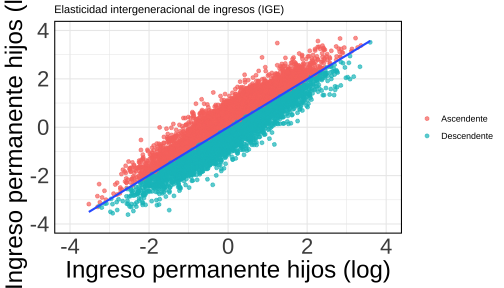 Elasticidad intergeneracional de ingresos (IGE)
Ingreso permanente hijos (l
4
2
0
-2
-4
-4 -2 0 2 4
Ingreso permanente hijos (log)
Ascendente
Descendente